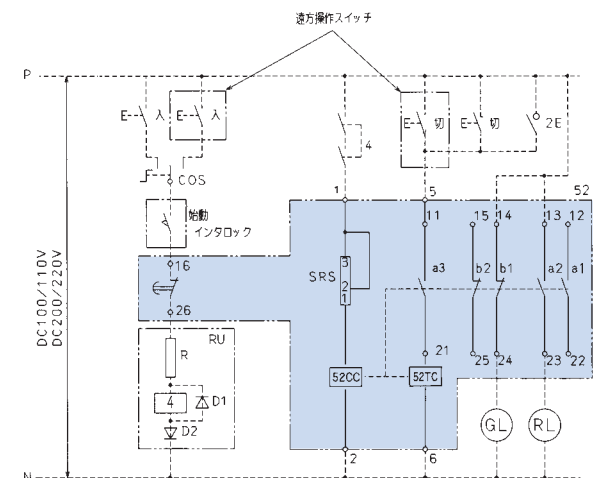 遠方操作スイッチ
P
E 入 E 入
4
E 切 E 切 2E
COS
1 5 52
始動
インタロック
11 15 14 13 12
16
SRS 3 2 1
a3 b2 b1 a2 a1
26
DC100/110V
DC200/220V
RU
R
21 25 24 23 22
52CC 52TC
4 D1
D2
GL RL
2 6
N